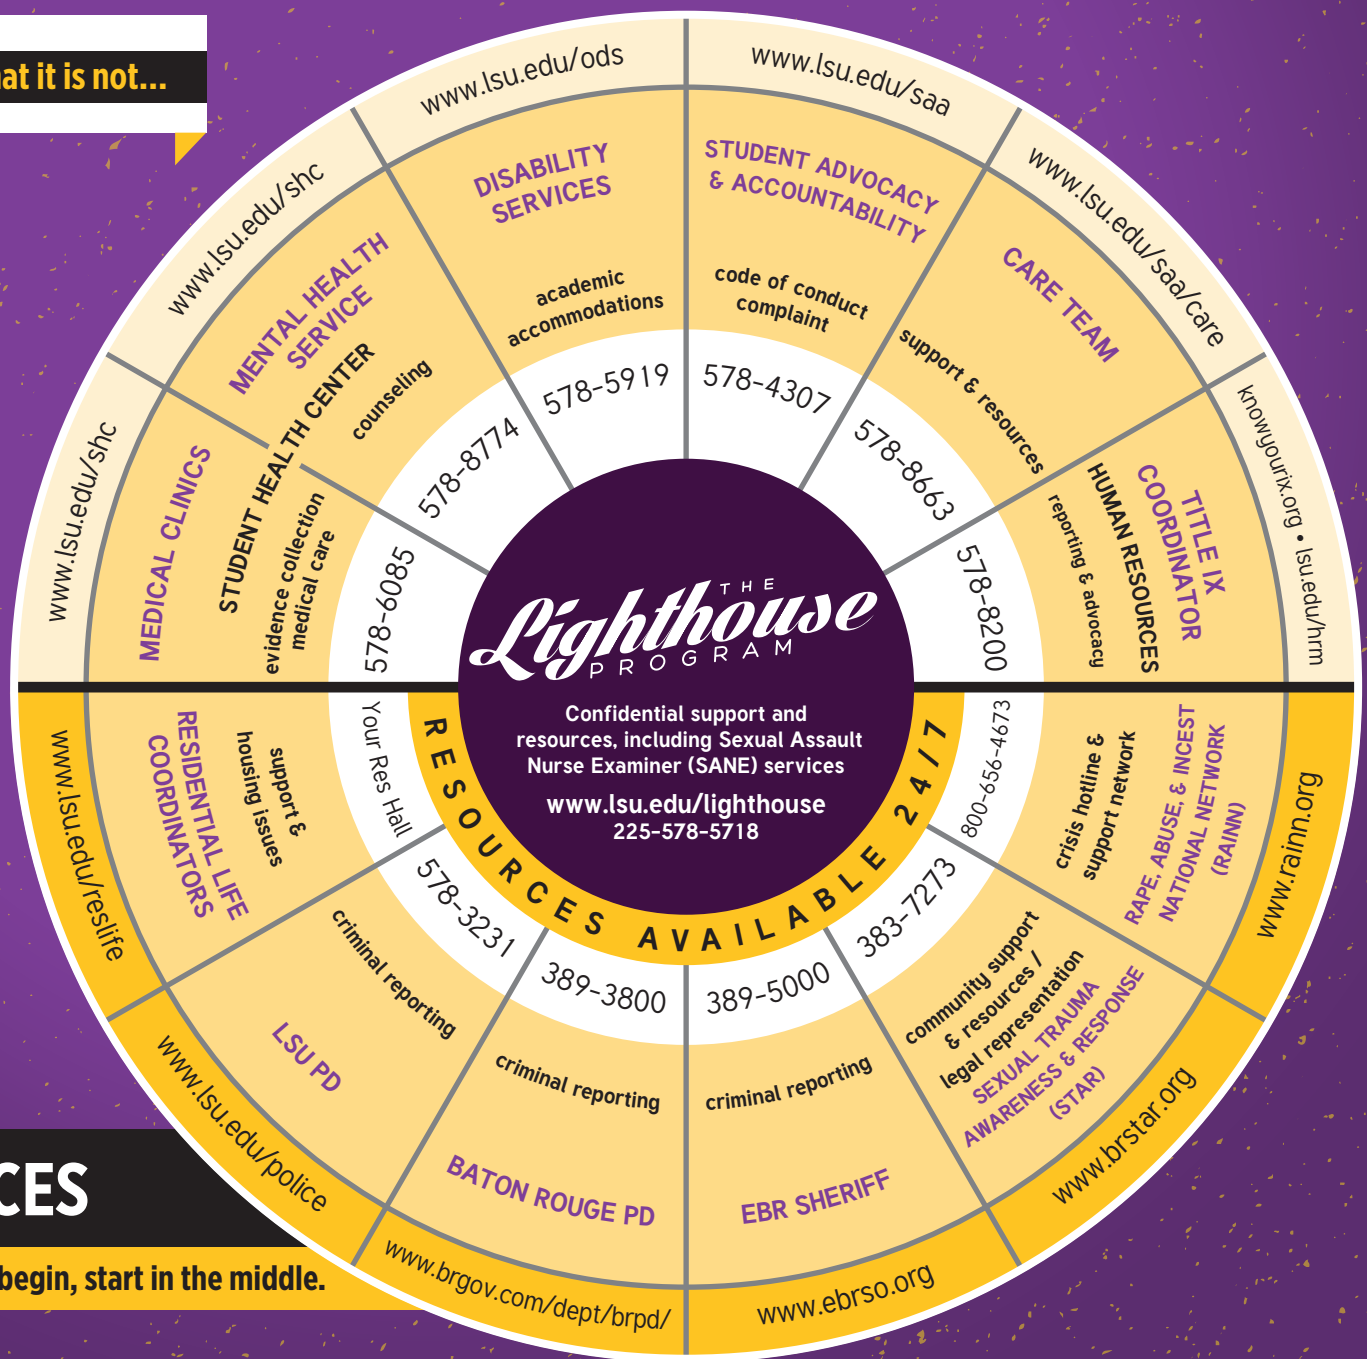 at it is not...
www.lsu.edu/ods
DISABILITY
SERVICES
academic
accommodations
578-5919
www.lsu.edu/saa
STUDENT ADVOCACY
& ACCOUNTABILITY
code of conduct
complaint
578-4307
www.lsu.edu/saa/care
CARE TEAM
support & resources
578-8663
knowyourix.org • lsu.edu/hrm
TITLE IX
COORDINATOR
HUMAN RESOURCES
reporting & advocacy
578-8200
www.rainn.org
RAPE, ABUSE, & INCEST
NATIONAL NETWORK
(RAINN)
crisis hotline &
support network
800-656-4673
www.brstar.org
community support
& resources /
legal representation
SEXUAL TRAUMA
AWARENESS & RESPONSE
(STAR)
383-7273
389-5000
criminal reporting
EBR SHERIFF
www.ebrso.org
389-3800
criminal reporting
BATON ROUGE PD
www.brgov.com/dept/brpd/
578-3231
criminal reporting
LSU PD
www.lsu.edu/police
Your Res Hall
support &
housing issues
RESIDENTIAL LIFE
COORDINATORS
www.lsu.edu/reslife
www.lsu.edu/shc
MEDICAL CLINICS
STUDENT HEALTH CENTER
evidence collection
medical care
578-6085
www.lsu.edu/shc
MENTAL HEALTH
SERVICE
counseling
578-8774
THE
Lighthouse
PROGRAM
Confidential support and
resources, including Sexual Assault
Nurse Examiner (SANE) services
www.lsu.edu/lighthouse
225-578-5718
RESOURCES AVAILABLE 24/7
CES
begin, start in the middle.